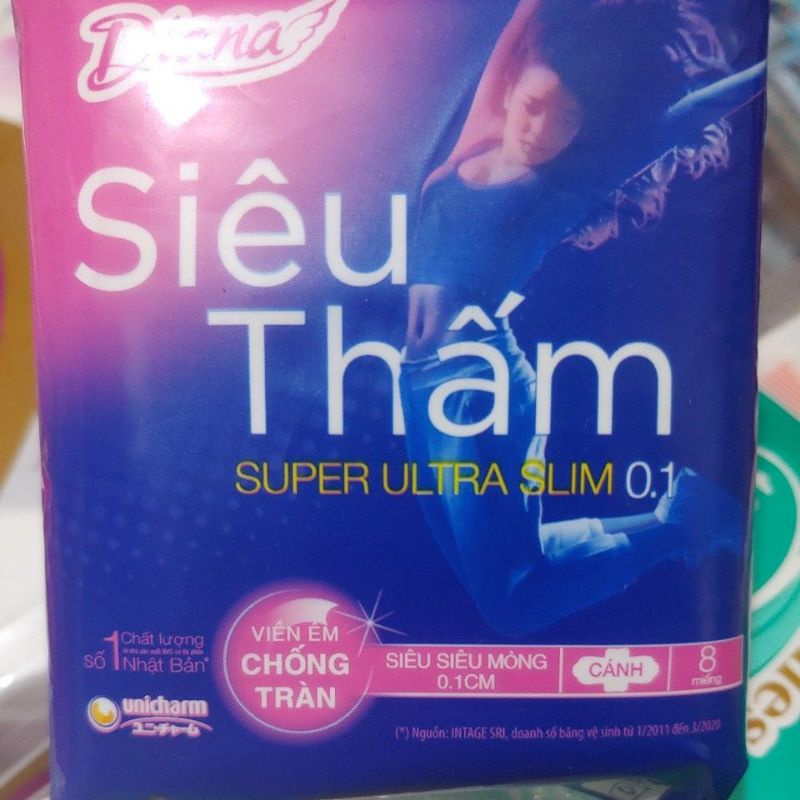 Diana
Siêu
Thấm
SUPER ULTRA SLIM 0.1
số 1 Chất lượng
Nhật Bản*
unicharm
ユニ・チャーム
VIỀN ÊM
CHỐNG
TRÀN
SIÊU SIÊU MỎNG
0.1CM
CÁNH
8
miếng
(*) Nguồn: INTAGE SRI, doanh số băng vệ sinh từ 1/2011 đến 3/2020